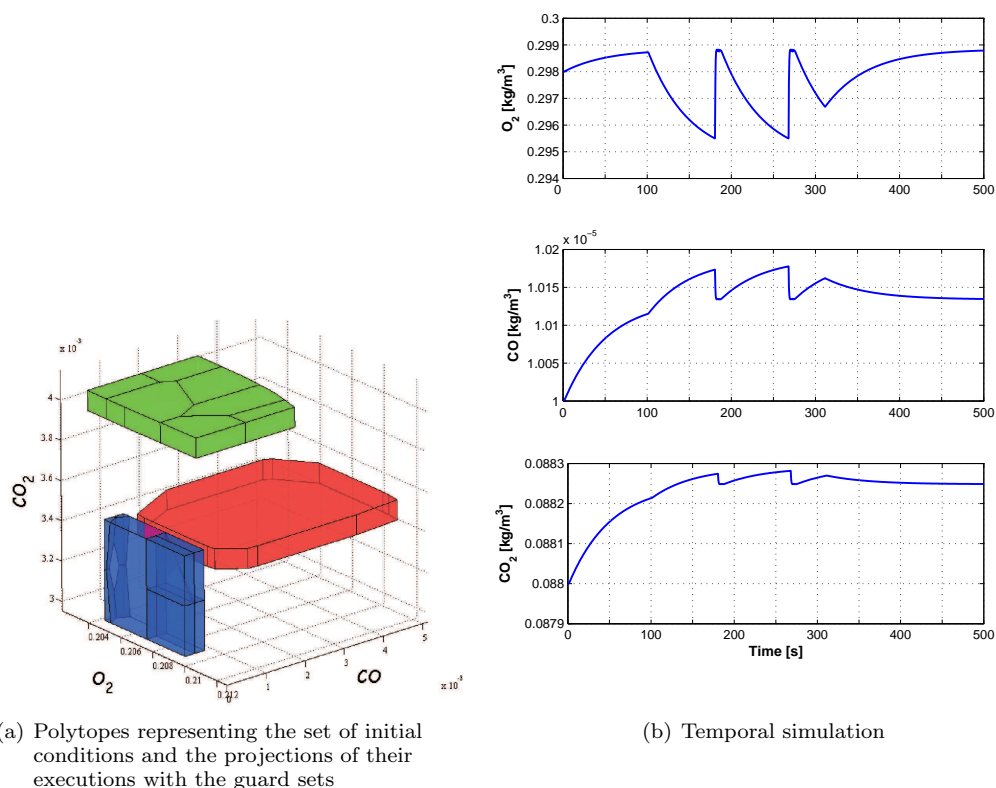 x 10⁻³
4
3.8
3.6
3.4
3.2
3
CO₂
0.204
0.206
0.208
0.21
0.212
O₂
0
1
2
3
4
5
CO
x 10⁻³
(a) Polytopes representing the set of initial
conditions and the projections of their
executions with the guard sets
0.3
0.299
0.298
0.297
0.296
0.295
0.294
O₂ [kg/m³]
0 100 200 300 400 500
x 10⁻⁵
1.02
1.015
1.01
1.005
1
CO [kg/m³]
0 100 200 300 400 500
0.0883
0.0882
0.0881
0.088
0.0879
CO₂ [kg/m³]
0 100 200 300 400 500
Time [s]
(b) Temporal simulation